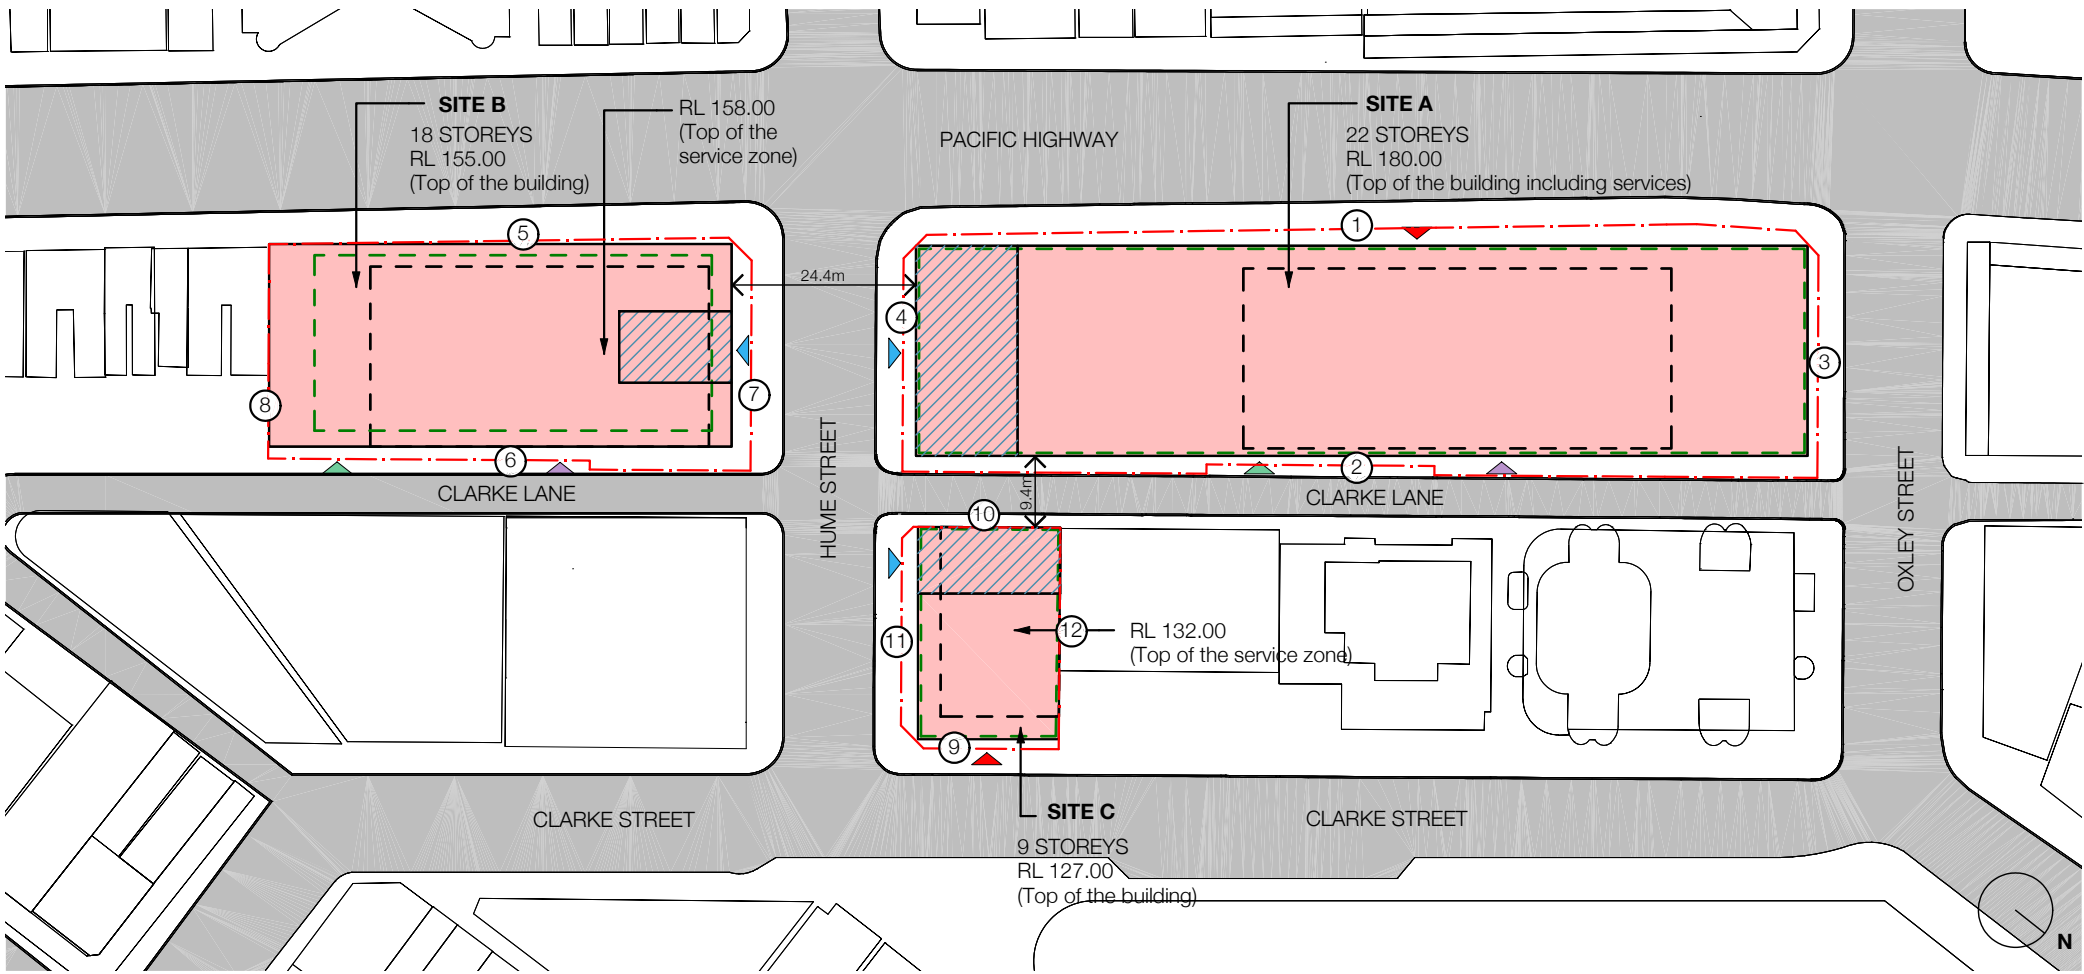 SITE B
18 STOREYS
RL 155.00
(Top of the building)
RL 158.00
(Top of the
service zone)
PACIFIC HIGHWAY
SITE A
22 STOREYS
RL 180.00
(Top of the building including services)
5
1
24.4m
4
3
8
7
6
2
CLARKE LANE
CLARKE LANE
HUME STREET
OXLEY STREET
9.4m
10
11
12
RL 132.00
(Top of the service zone)
9
SITE C
9 STOREYS
RL 127.00
(Top of the building)
CLARKE STREET
CLARKE STREET
N